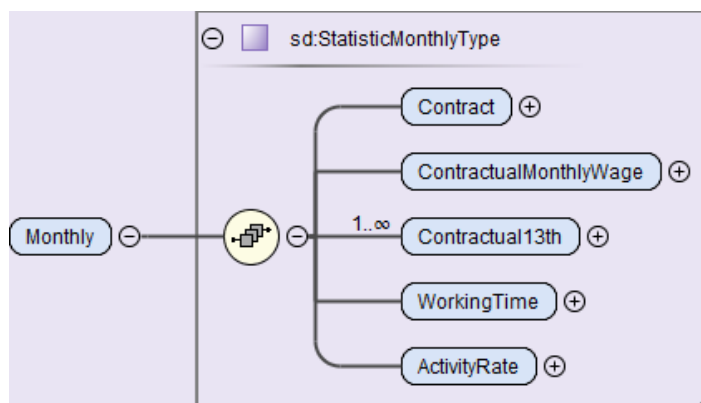 sd:StatisticMonthlyType
Contract
ContractualMonthlyWage
Monthly
1..∞
Contractual13th
WorkingTime
ActivityRate